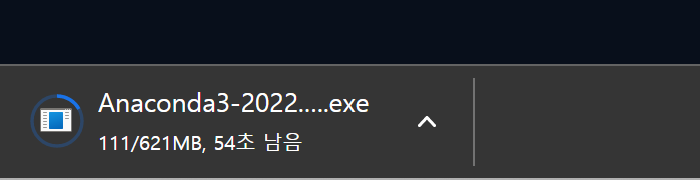 Anaconda3-2022.....exe
111/621MB, 54초 남음